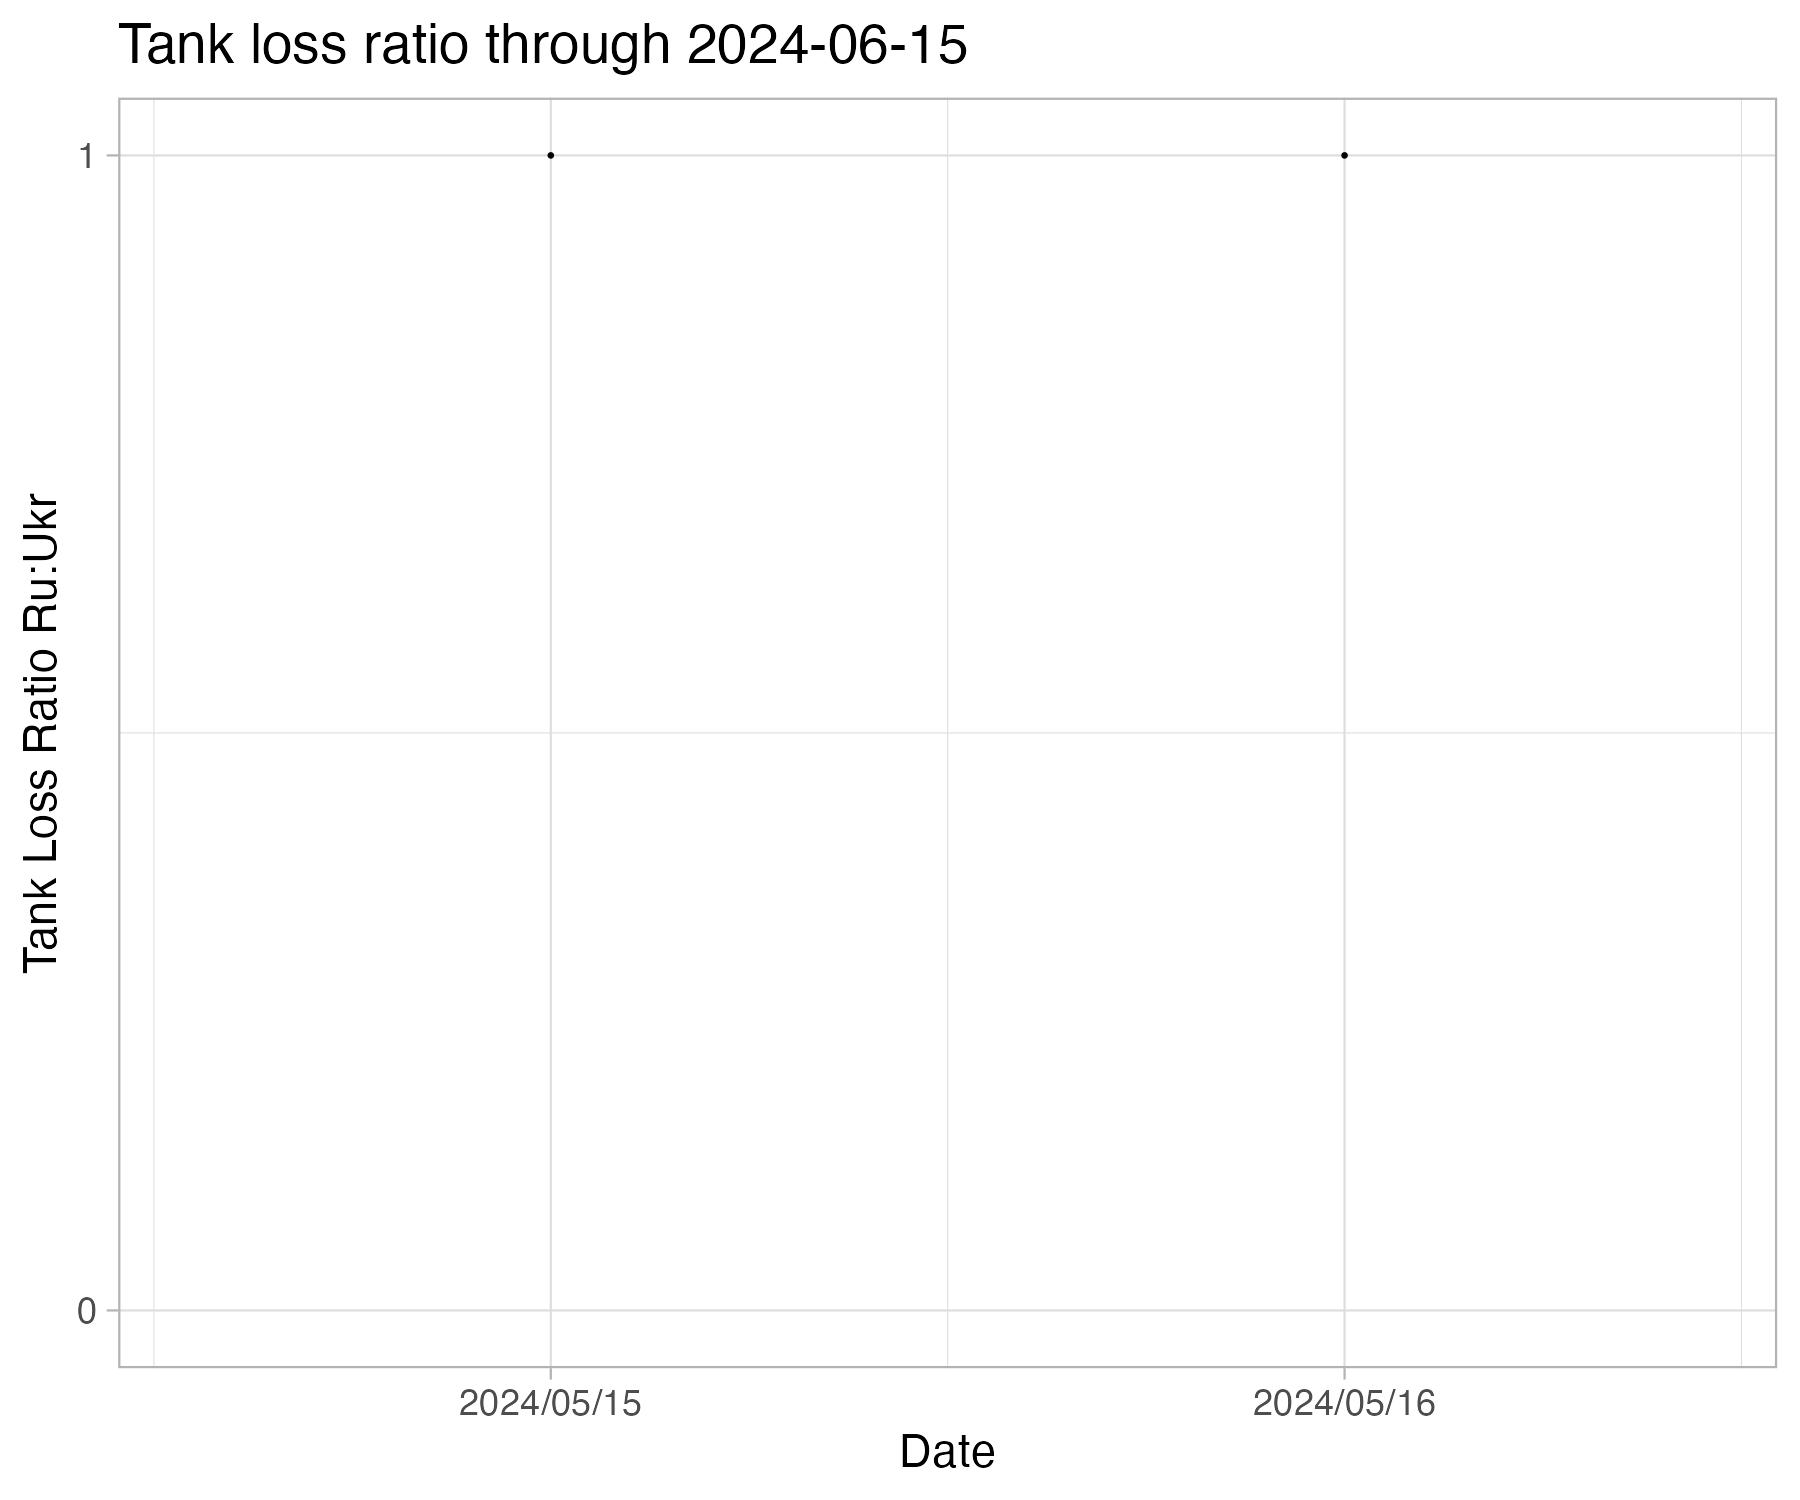 Tank loss ratio through 2024-06-15
Tank Loss Ratio Ru:Ukr
1
0
2024/05/15
2024/05/16
Date